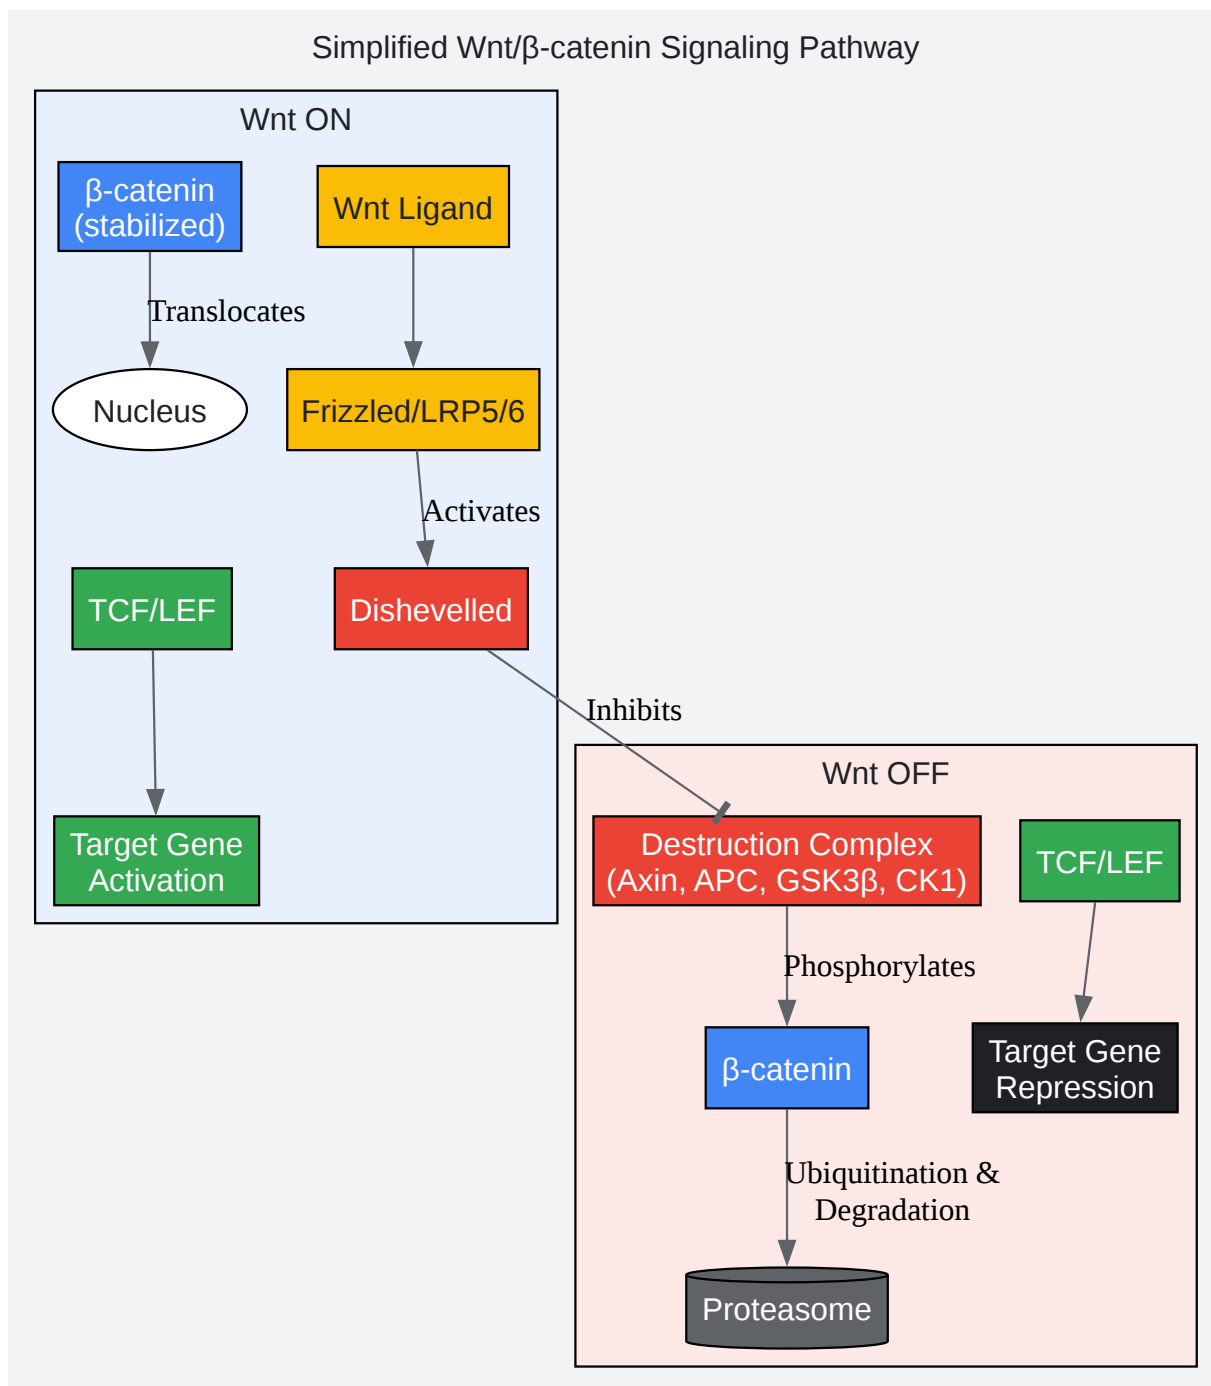 Simplified Wnt/β-catenin Signaling Pathway
Wnt ON
β-catenin
(stabilized)
Wnt Ligand
Translocates
Nucleus
Frizzled/LRP5/6
Activates
TCF/LEF
Dishevelled
Inhibits
Target Gene
Activation
Wnt OFF
Destruction Complex
(Axin, APC, GSK3β, CK1)
TCF/LEF
Phosphorylates
β-catenin
Target Gene
Repression
Ubiquitination &
Degradation
Proteasome